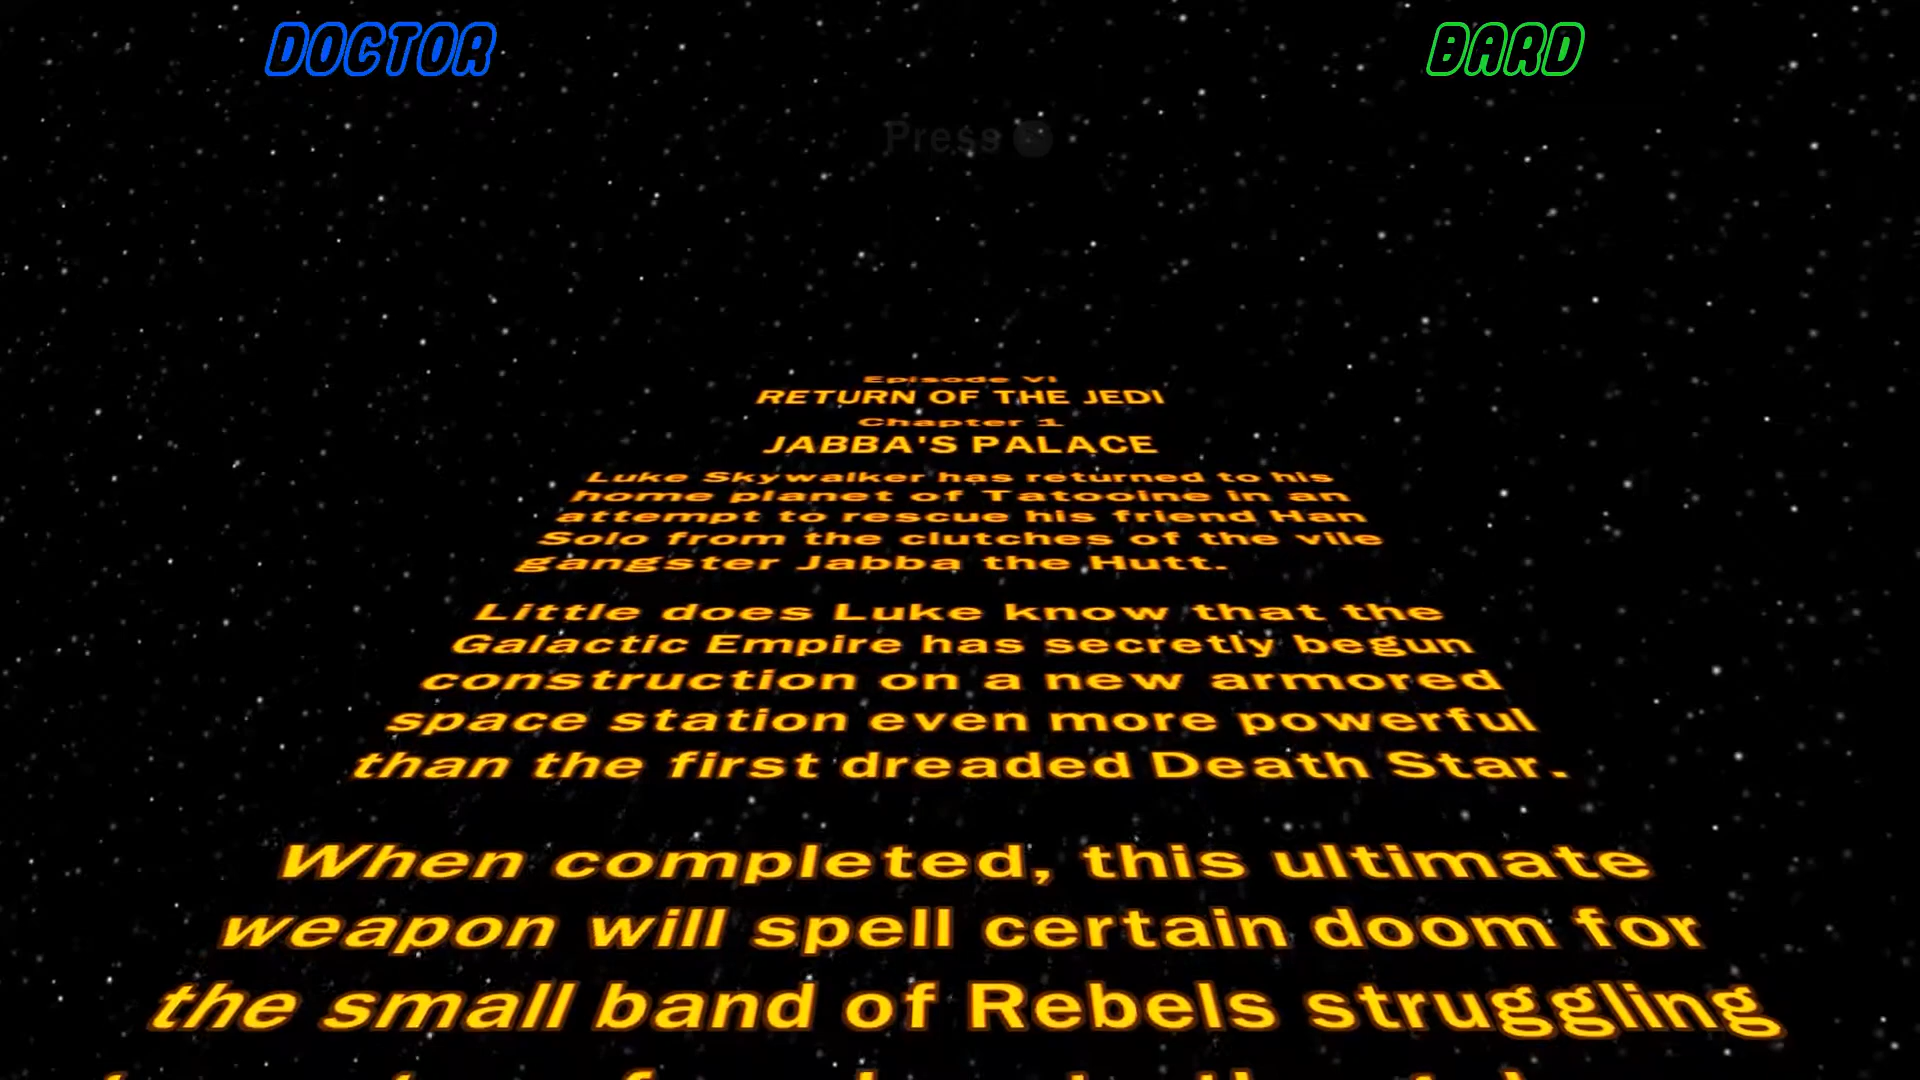 DOCTOR
BARD
Press
Episode VI
RETURN OF THE JEDI
Chapter 1
JABBA'S PALACE
Luke Skywalker has returned to his
home planet of Tatooine in an
attempt to rescue his friend Han
Solo from the clutches of the vile
gangster Jabba the Hutt.
Little does Luke know that the
Galactic Empire has secretly begun
construction on a new armored
space station even more powerful
than the first dreaded Death Star.
When completed, this ultimate
weapon will spell certain doom for
the small band of Rebels struggling